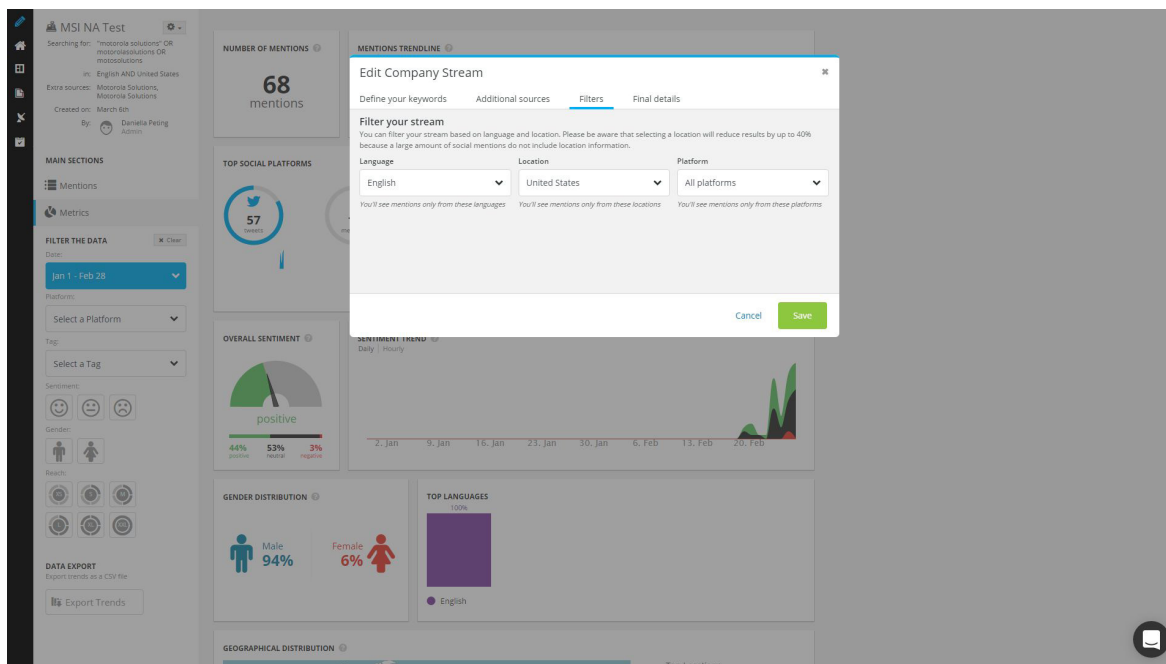 MSI NA Test
Searching for: "motorola solutions" OR
motorolasolutions OR
motosolutions
in: English AND United States
Extra sources: Motorola Solutions,
Motorola Solutions
Created on: March 6th
By: Daniella Peting
Admin
MAIN SECTIONS
Mentions
Metrics
FILTER THE DATA
Clear
Date:
Jan 1 - Feb 28
Platform:
Select a Platform
Tag:
Select a Tag
Sentiment:
Gender:
Reach:
DATA EXPORT
Export trends as a CSV file
Export Trends
NUMBER OF MENTIONS
68
mentions
MENTIONS TRENDLINE
TOP SOCIAL PLATFORMS
57
tweets
Edit Company Stream
Define your keywords Additional sources Filters Final details
Filter your stream
You can filter your stream based on language and location. Please be aware that selecting a location will reduce results by up to 40%
because a large amount of social mentions do not include location information.
Language Location Platform
English United States All platforms
You'll see mentions only from these languages You'll see mentions only from these locations You'll see mentions only from these platforms
Cancel Save
OVERALL SENTIMENT
positive
44% 53% 3%
positive neutral negative
SENTIMENT TREND
Daily | Hourly
2. Jan 9. Jan 16. Jan 23. Jan 30. Jan 6. Feb 13. Feb 20. Feb
GENDER DISTRIBUTION
Male Female
94% 6%
TOP LANGUAGES
100%
English
GEOGRAPHICAL DISTRIBUTION